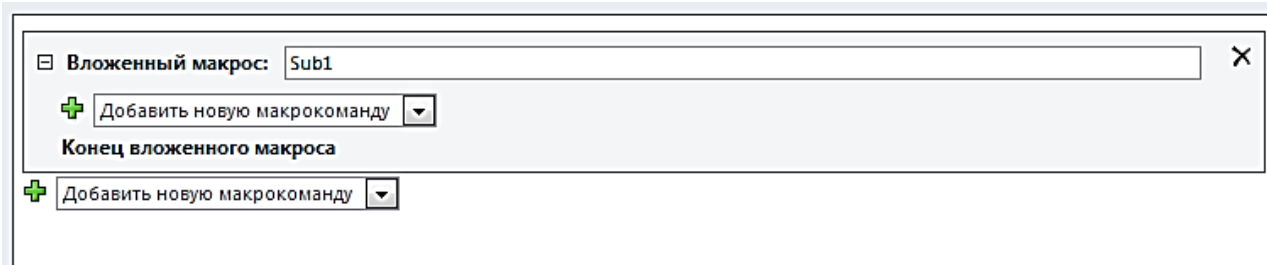 Вложенный макрос: Sub1
Добавить новую макрокоманду
Конец вложенного макроса
Добавить новую макрокоманду